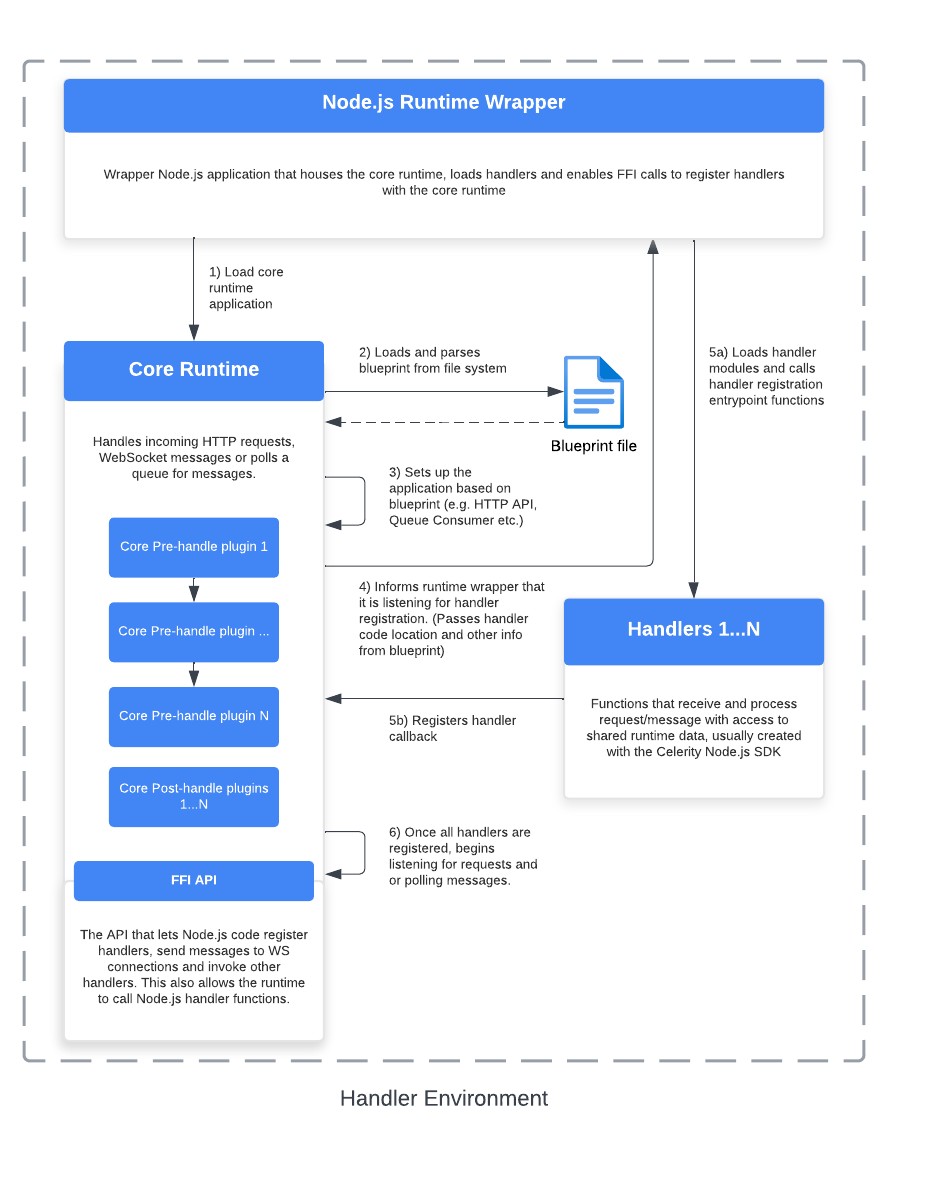 Node.js Runtime Wrapper
Wrapper Node.js application that houses the core runtime, loads handlers and enables FFI calls to register handlers
with the core runtime
1) Load core
runtime
application
Core Runtime
Handles incoming HTTP requests,
WebSocket messages or polls a
queue for messages.
2) Loads and parses
blueprint from file system
Blueprint file
5a) Loads handler
modules and calls
handler registration
entrypoint functions
3) Sets up the
application based on
blueprint (e.g. HTTP API,
Queue Consumer etc.)
Core Pre-handle plugin 1
Core Pre-handle plugin ...
Core Pre-handle plugin N
Core Post-handle plugins
1...N
4) Informs runtime wrapper that
it is listening for handler
registration. (Passes handler
code location and other info
from blueprint)
Handlers 1...N
Functions that receive and process
request/message with access to
shared runtime data, usually created
with the Celerity Node.js SDK
5b) Registers handler
callback
6) Once all handlers are
registered, begins
listening for requests and
or polling messages.
FFI API
The API that lets Node.js code register
handlers, send messages to WS
connections and invoke other
handlers. This also allows the runtime
to call Node.js handler functions.
Handler Environment